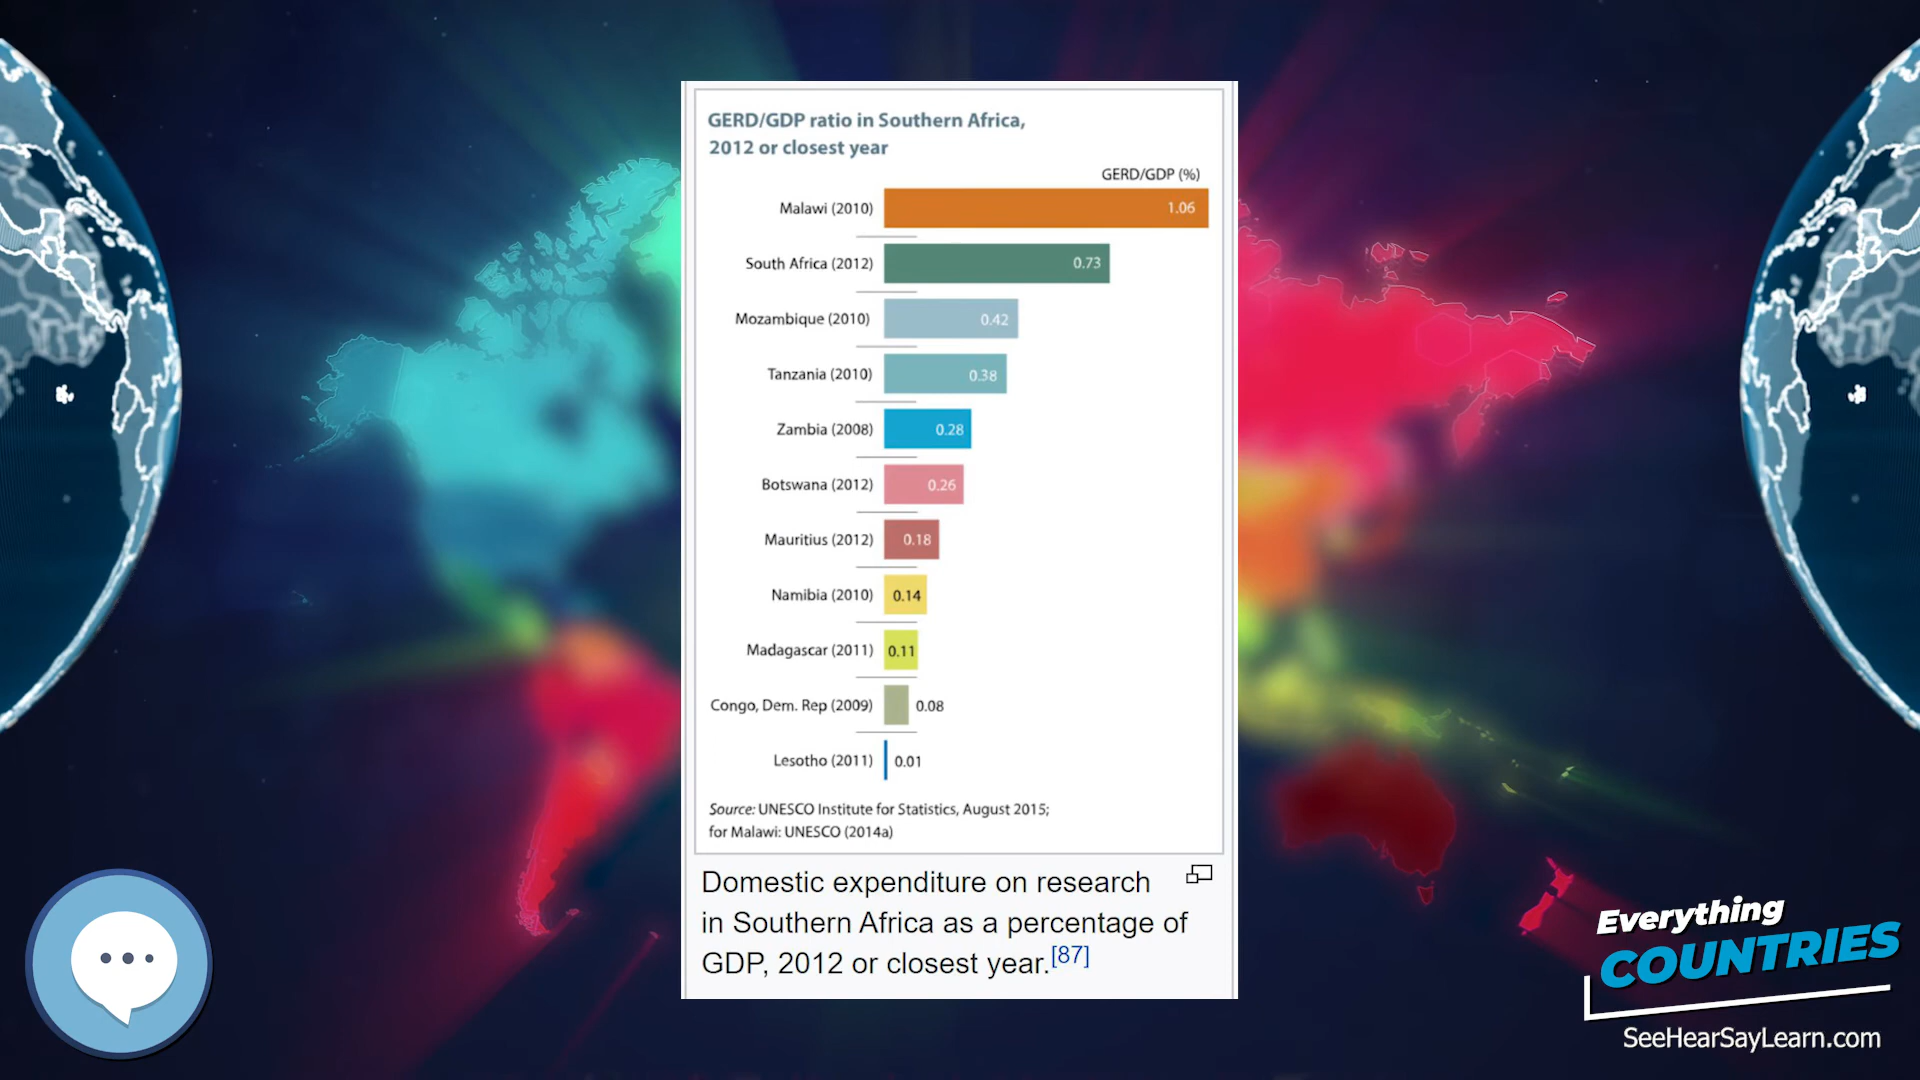 GERD/GDP ratio in Southern Africa,
2012 or closest year
GERD/GDP (%)
Malawi (2010) 1.06
South Africa (2012) 0.73
Mozambique (2010) 0.42
Tanzania (2010) 0.38
Zambia (2008) 0.28
Botswana (2012) 0.26
Mauritius (2012) 0.18
Namibia (2010) 0.14
Madagascar (2011) 0.11
Congo, Dem. Rep (2009) 0.08
Lesotho (2011) 0.01
Source: UNESCO Institute for Statistics, August 2015;
for Malawi: UNESCO (2014a)
Domestic expenditure on research
in Southern Africa as a percentage of
GDP, 2012 or closest year.[87]
Everything
COUNTRIES
SeeHearSayLearn.com